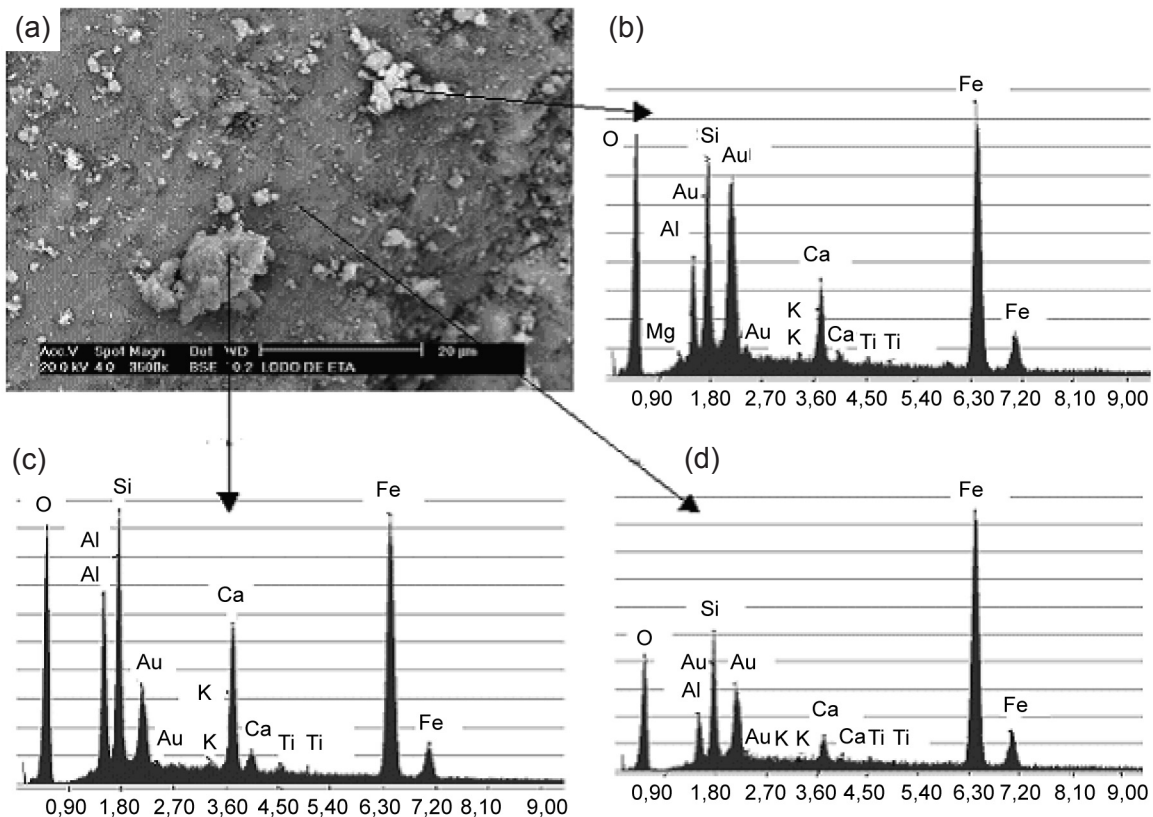 (a)
Acc.V Spot Magn Det WD 20 µm
20.0 kV 4.0 3500x BSE 10.2 LODO DE ETA
(b)
Fe
O
Si
Au
Au
Al
Ca
K
Mg
Au
K
Ca
Ti Ti
Fe
0,90 1,80 2,70 3,60 4,50 5,40 6,30 7,20 8,10 9,00
(c)
O
Si
Fe
Al
Al
Ca
Au
K
Au
K
Ca
Ti Ti
Fe
0,90 1,80 2,70 3,60 4,50 5,40 6,30 7,20 8,10 9,00
(d)
Fe
Si
O
Au
Au
Al
Ca
Fe
Au K K
Ca Ti Ti
0,90 1,80 2,70 3,60 4,50 5,40 6,30 7,20 8,10 9,00